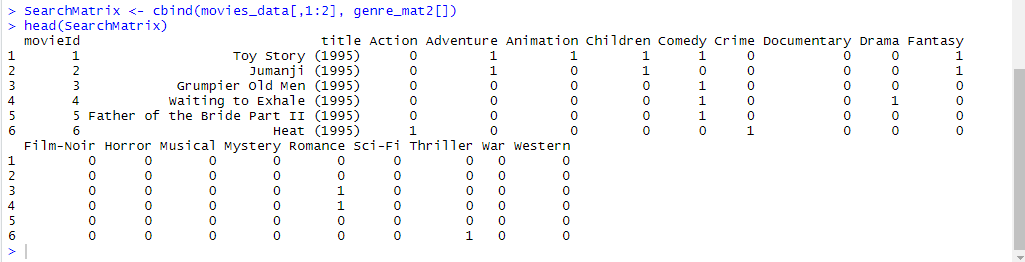 > SearchMatrix <- cbind(movies_data[,1:2], genre_mat2[])
> head(SearchMatrix)
  movieId                              title Action Adventure Animation Children Comedy Crime Documentary Drama Fantasy
1       1                   Toy Story (1995)      0         1         1        1      1     0           0     0       1
2       2                     Jumanji (1995)      0         1         0        1      0     0           0     0       1
3       3            Grumpier Old Men (1995)      0         0         0        0      1     0           0     0       0
4       4           Waiting to Exhale (1995)      0         0         0        0      1     0           0     1       0
5       5 Father of the Bride Part II (1995)      0         0         0        0      1     0           0     0       0
6       6                        Heat (1995)      1         0         0        0      0     1           0     0       0
  Film-Noir Horror Musical Mystery Romance Sci-Fi Thriller War Western
1         0      0       0       0       0      0        0   0       0
2         0      0       0       0       0      0        0   0       0
3         0      0       0       0       1      0        0   0       0
4         0      0       0       0       1      0        0   0       0
5         0      0       0       0       0      0        0   0       0
6         0      0       0       0       0      0        1   0       0
>